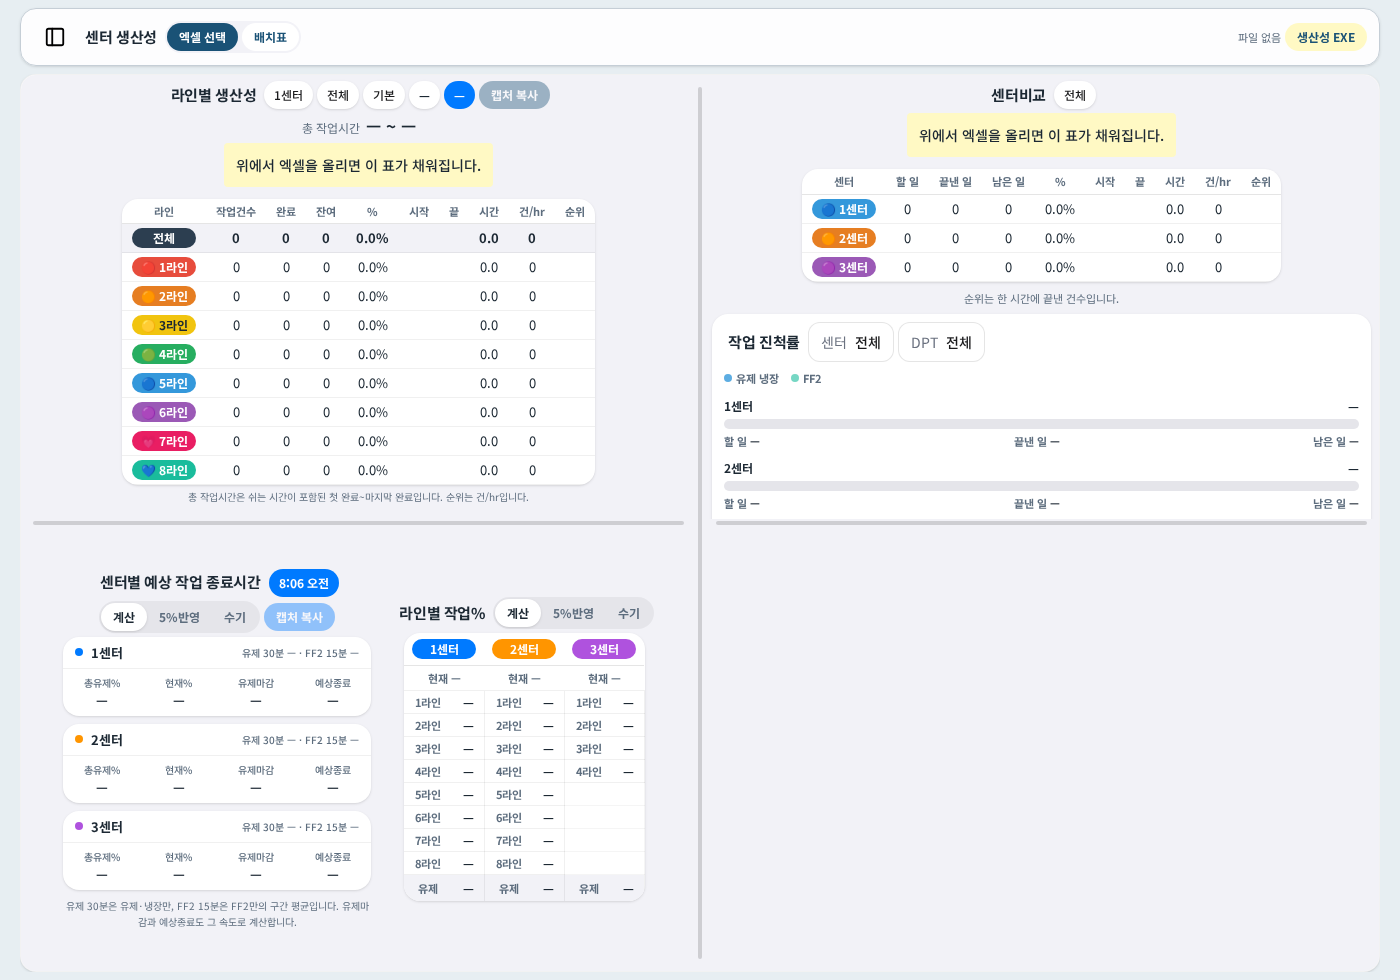 센터 생산성 엑셀 선택 배치표 파일 없음 생산성 EXE
라인별 생산성 1센터 전체 기본 — — 캡처 복사
총 작업시간 — ~ —
위에서 엑셀을 올리면 이 표가 채워집니다.
라인 작업건수 완료 잔여 % 시작 끝 시간 건/hr 순위
전체 0 0 0 0.0% 0.0 0
1라인 0 0 0 0.0% 0.0 0
2라인 0 0 0 0.0% 0.0 0
3라인 0 0 0 0.0% 0.0 0
4라인 0 0 0 0.0% 0.0 0
5라인 0 0 0 0.0% 0.0 0
6라인 0 0 0 0.0% 0.0 0
7라인 0 0 0 0.0% 0.0 0
8라인 0 0 0 0.0% 0.0 0
총 작업시간은 쉬는 시간이 포함된 첫 완료~마지막 완료입니다. 순위는 건/hr입니다.
센터비교 전체
위에서 엑셀을 올리면 이 표가 채워집니다.
센터 할 일 끝낸 일 남은 일 % 시작 끝 시간 건/hr 순위
1센터 0 0 0 0.0% 0.0 0
2센터 0 0 0 0.0% 0.0 0
3센터 0 0 0 0.0% 0.0 0
순위는 한 시간에 끝낸 건수입니다.
작업 진척률 센터 전체 DPT 전체
유제 냉장 FF2
1센터 —
할 일 — 끝낸 일 — 남은 일 —
2센터 —
할 일 — 끝낸 일 — 남은 일 —
센터별 예상 작업 종료시간 8:06 오전
계산 5%반영 수기 캡처 복사
1센터 유제 30분 — · FF2 15분 —
총유제% 현재% 유제마감 예상종료
— — — —
2센터 유제 30분 — · FF2 15분 —
총유제% 현재% 유제마감 예상종료
— — — —
3센터 유제 30분 — · FF2 15분 —
총유제% 현재% 유제마감 예상종료
— — — —
유제 30분은 유제·냉장만, FF2 15분은 FF2만의 구간 평균입니다. 유제마
감과 예상종료도 그 속도로 계산합니다.
라인별 작업% 계산 5%반영 수기
1센터 2센터 3센터
현재 — 현재 — 현재 —
1라인 — 1라인 — 1라인 —
2라인 — 2라인 — 2라인 —
3라인 — 3라인 — 3라인 —
4라인 — 4라인 — 4라인 —
5라인 — 5라인 —
6라인 — 6라인 —
7라인 — 7라인 —
8라인 — 8라인 —
유제 — 유제 — 유제 —